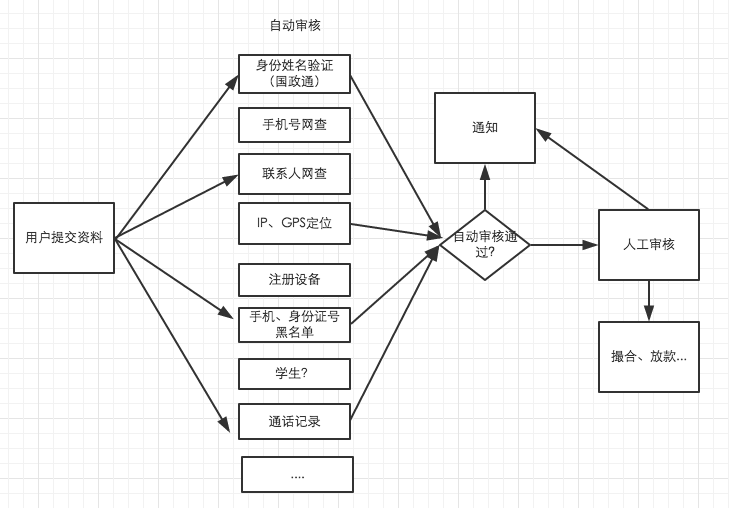 自动审核
身份姓名验证
（国政通）
手机号网查
联系人网查
IP、GPS定位
注册设备
手机、身份证号
黑名单
学生?
通话记录
....
用户提交资料
通知
自动审核通
过?
人工审核
撮合、放款...